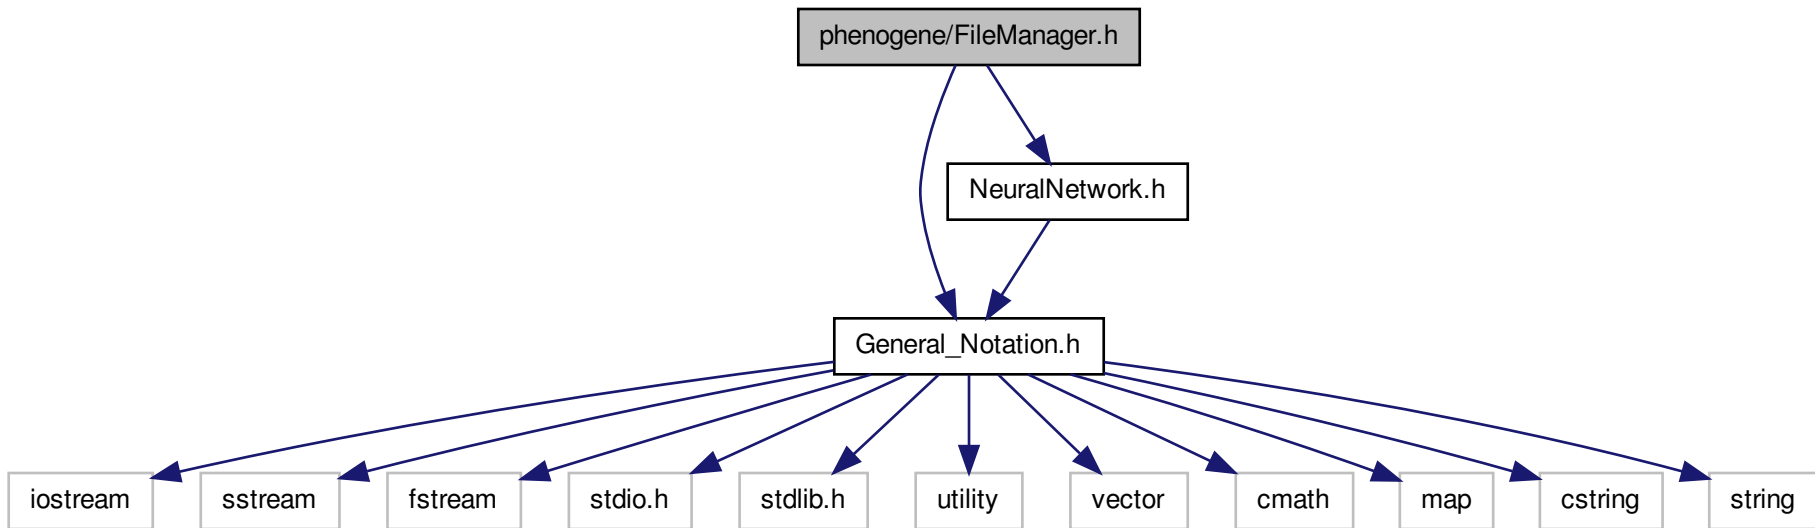 phenogene/FileManager.h
NeuralNetwork.h
General_Notation.h
iostream
sstream
fstream
stdio.h
stdlib.h
utility
vector
cmath
map
cstring
string